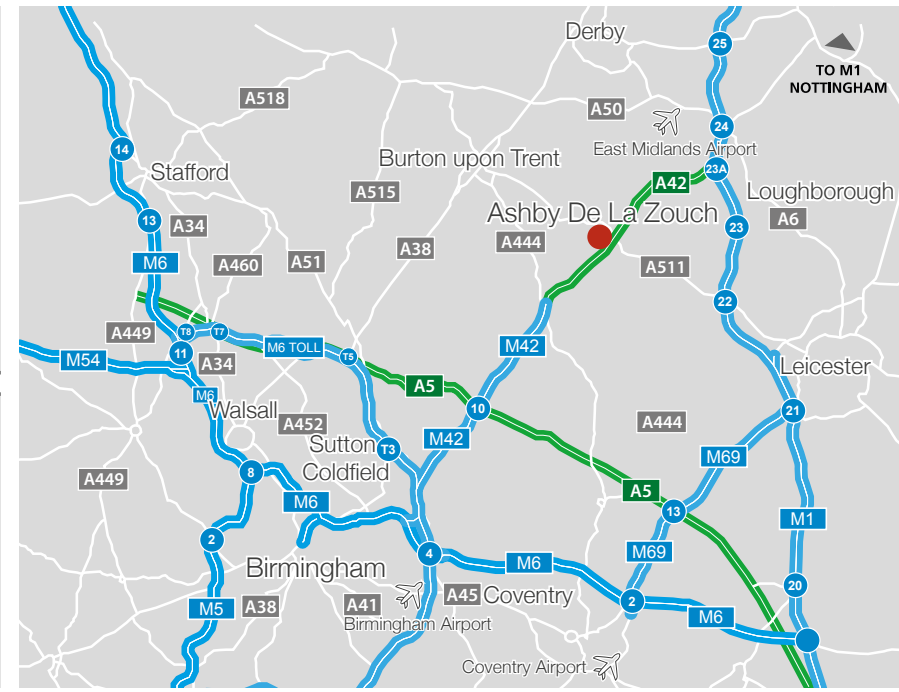 Derby
25
TO M1
NOTTINGHAM
A518
A50
24
East Midlands Airport
14
Stafford
Burton upon Trent
23A
A42
Loughborough
A515
13
A34
Ashby De La Zouch
A6
23
M6
A460
A51
A38
A444
A511
22
A449
T8
T7
M6 TOLL
T5
M42
11
M54
A34
Leicester
M6
A5
Walsall
10
21
A452
A444
Sutton
Coldfield
T3
M42
M69
8
A449
A5
M6
13
M1
2
4
M69
M6
Birmingham
20
M5
A38
A41
A45
Coventry
2
M6
Birmingham Airport
Coventry Airport